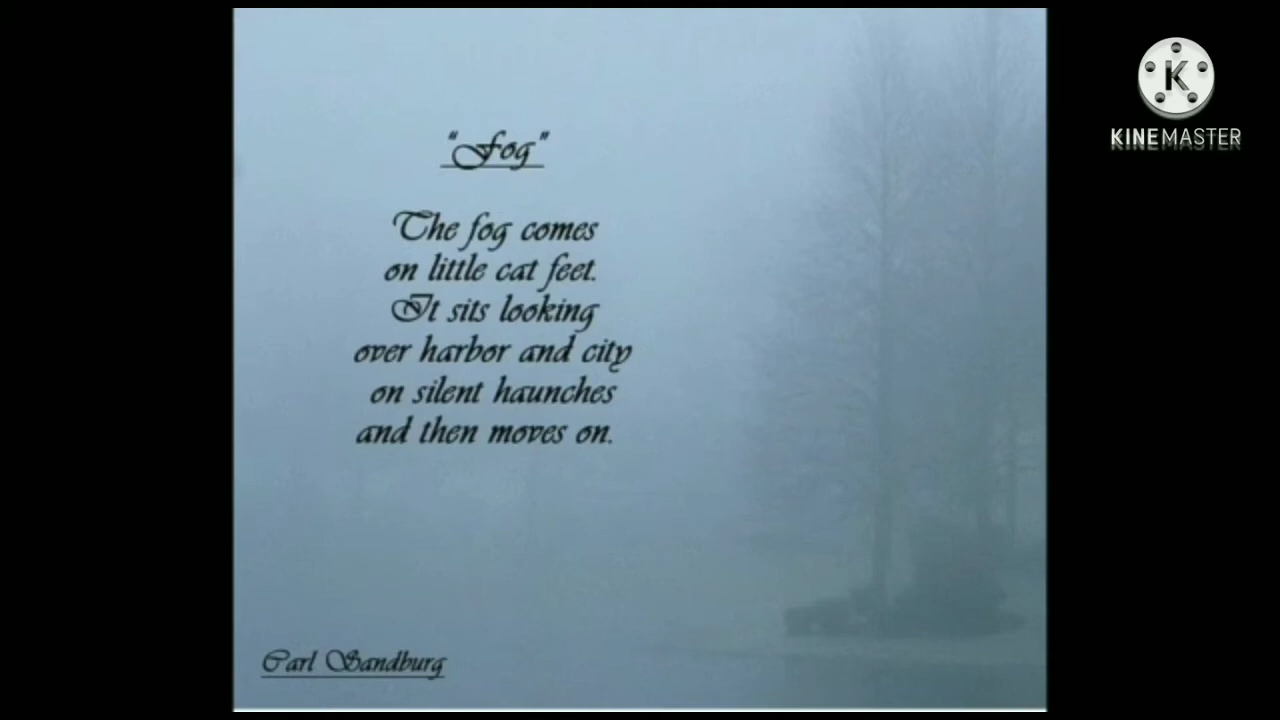 "Fog"
The fog comes
on little cat feet.
It sits looking
over harbor and city
on silent haunches
and then moves on.
Carl Sandburg
K
KINEMASTER